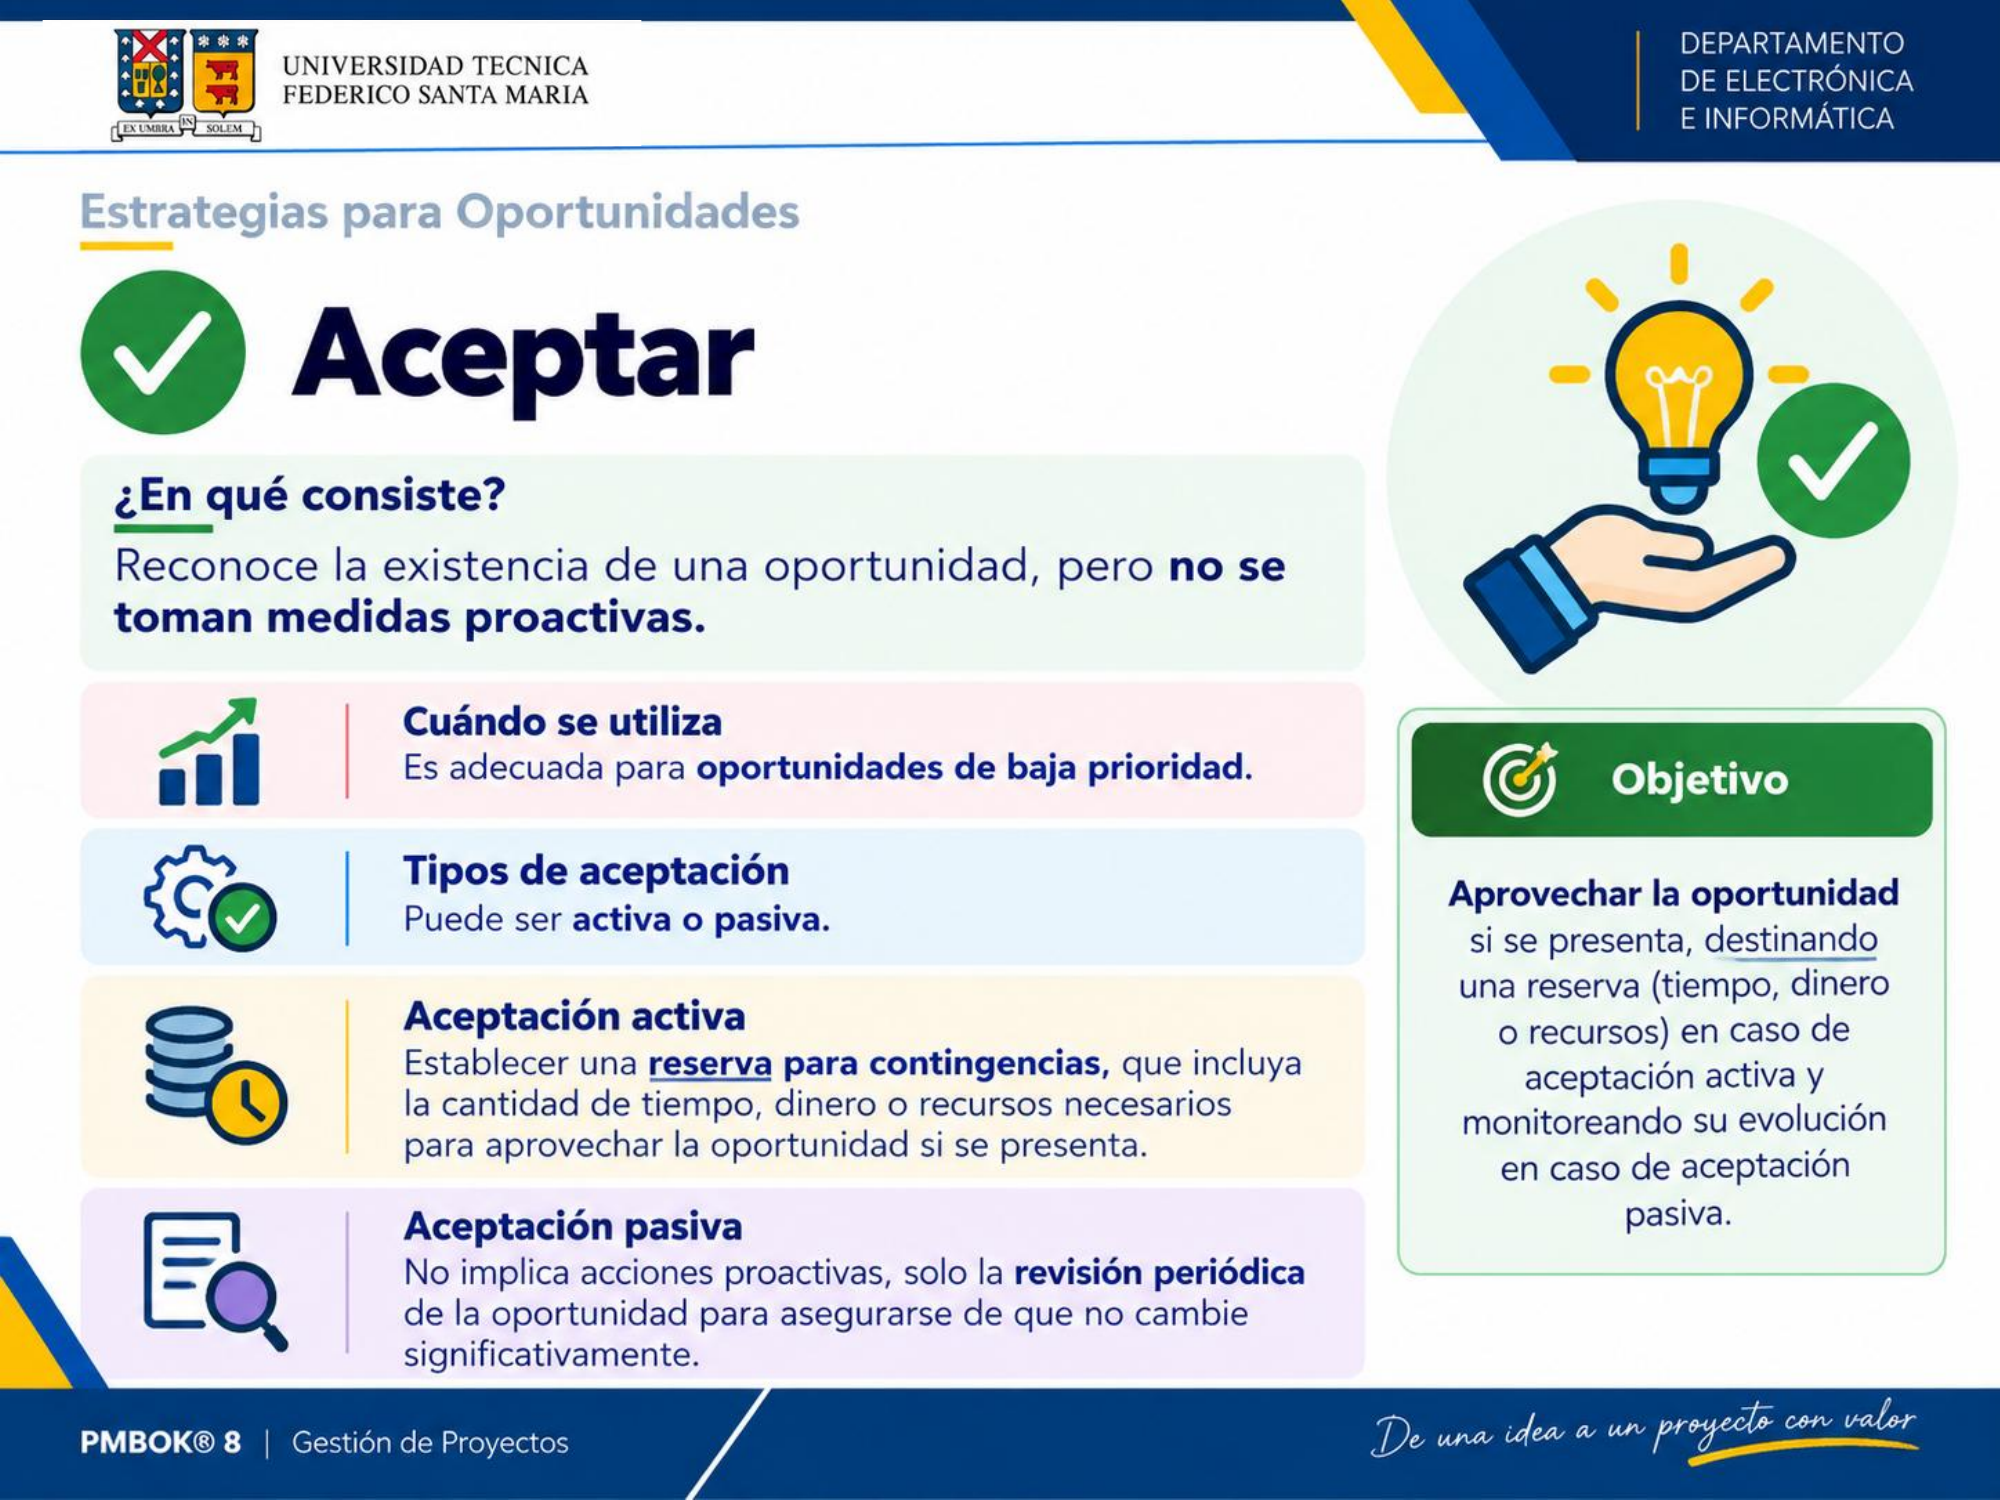 UNIVERSIDAD TECNICA
FEDERICO SANTA MARIA
EX UMBRA IN SOLEM
DEPARTAMENTO
DE ELECTRÓNICA
E INFORMÁTICA
Estrategias para Oportunidades
Aceptar
¿En qué consiste?
Reconoce la existencia de una oportunidad, pero no se
toman medidas proactivas.
Cuándo se utiliza
Es adecuada para oportunidades de baja prioridad.
Tipos de aceptación
Puede ser activa o pasiva.
Aceptación activa
Establecer una reserva para contingencias, que incluya
la cantidad de tiempo, dinero o recursos necesarios
para aprovechar la oportunidad si se presenta.
Aceptación pasiva
No implica acciones proactivas, solo la revisión periódica
de la oportunidad para asegurarse de que no cambie
significativamente.
Objetivo
Aprovechar la oportunidad
si se presenta, destinando
una reserva (tiempo, dinero
o recursos) en caso de
aceptación activa y
monitoreando su evolución
en caso de aceptación
pasiva.
PMBOK® 8 | Gestión de Proyectos
De una idea a un proyecto con valor